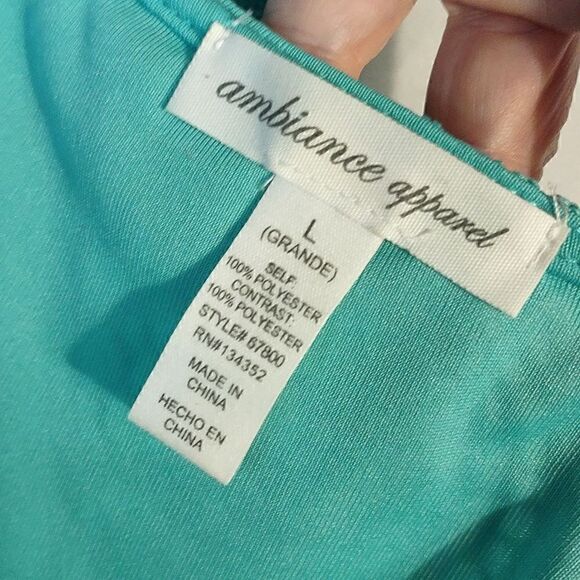 ambiance apparel
L
(GRANDE)
SELF:
100% POLYESTER
CONTRAST:
100% POLYESTER
STYLE# 67800
RN#134352
MADE IN
CHINA
HECHO EN
CHINA